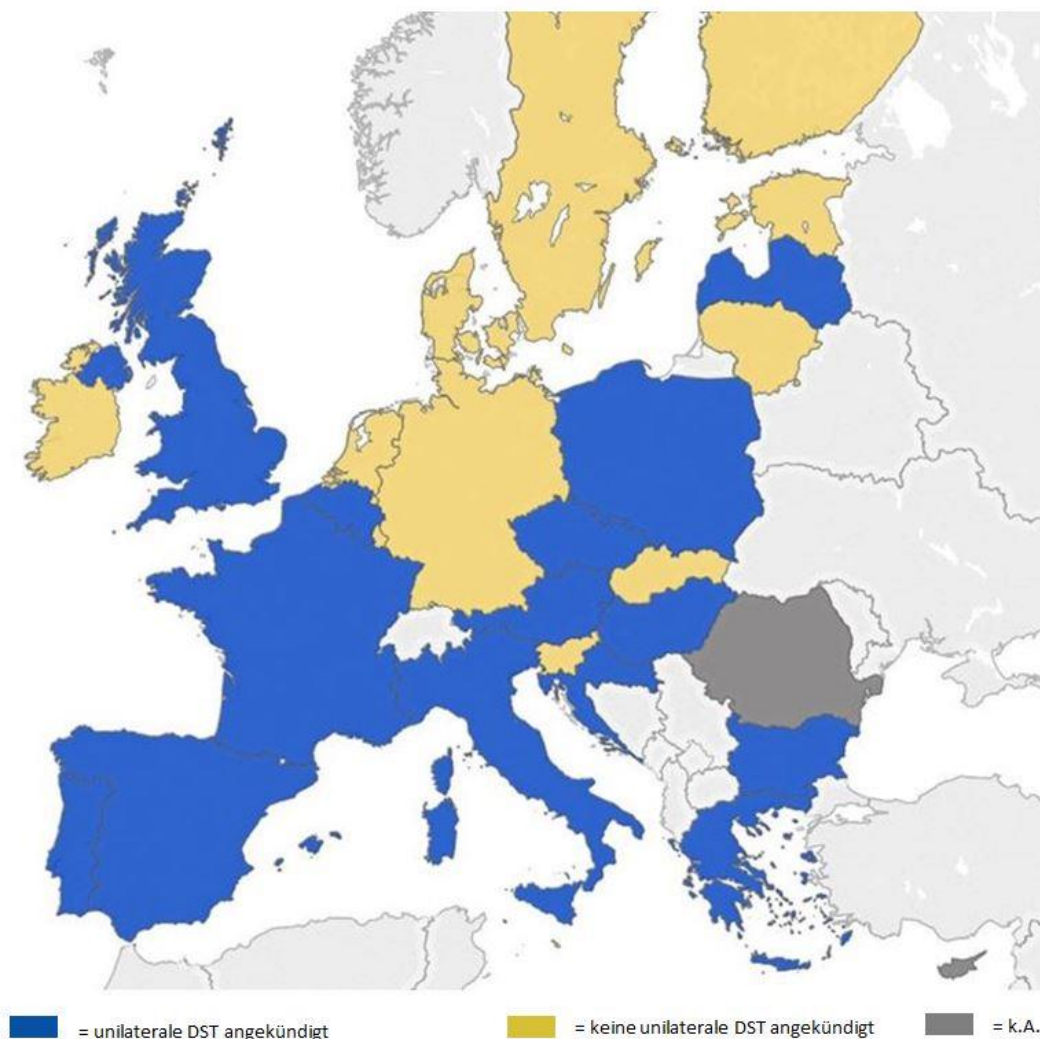 = unilaterale DST angekündigt
= keine unilaterale DST angekündigt
= k.A.